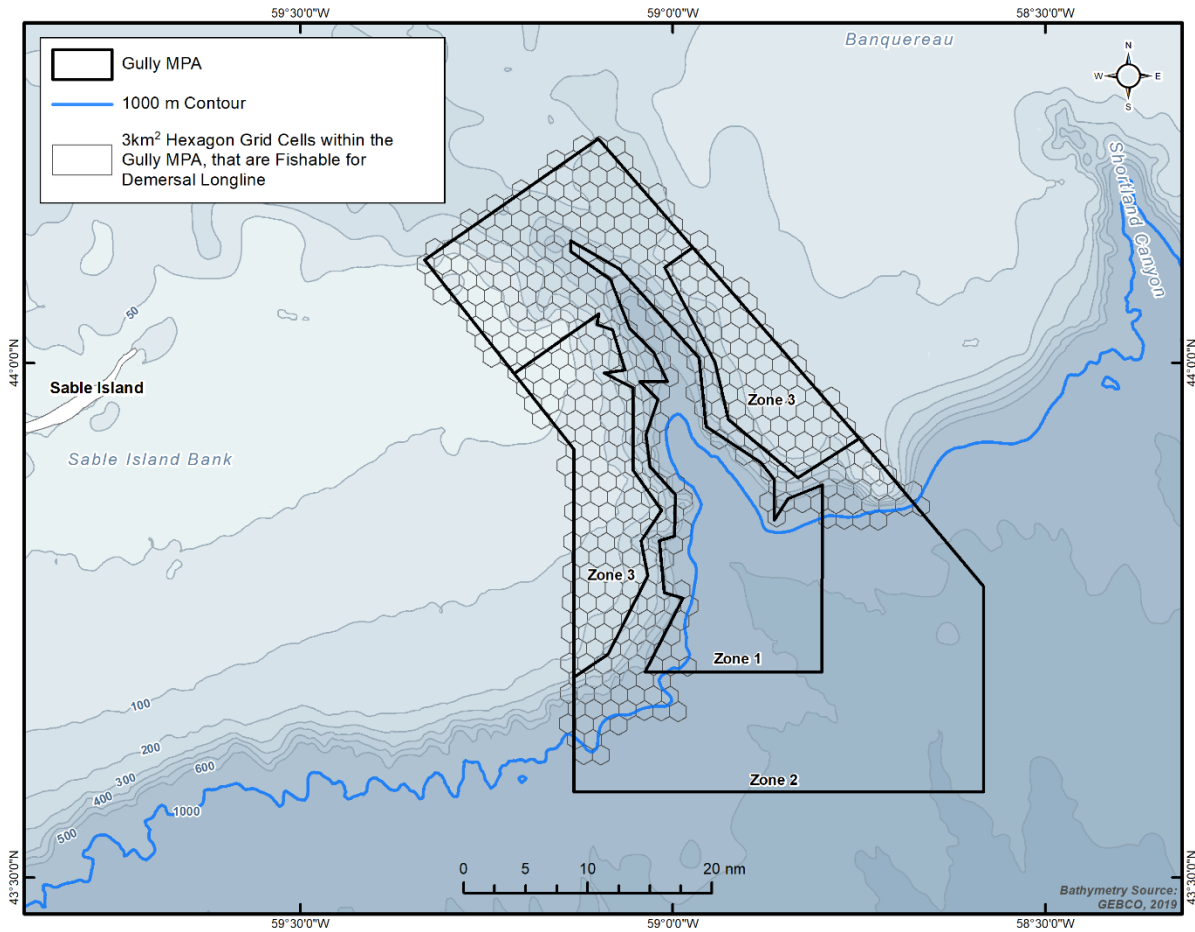 59°30'0"W
59°0'0"W
58°30'0"W
Gully MPA
1000 m Contour
3km² Hexagon Grid Cells within the
Gully MPA, that are Fishable for
Demersal Longline
Banquereau
N
W
E
S
Shortland Canyon
50
44°0'0"N
44°0'0"N
Sable Island
Zone 3
Sable Island Bank
Zone 3
Zone 1
100
200
300
400
500
600
1000
Zone 2
0
5
10
20 nm
43°30'0"N
43°30'0"N
Bathymetry Source:
GEBCO, 2019
59°30'0"W
59°0'0"W
58°30'0"W